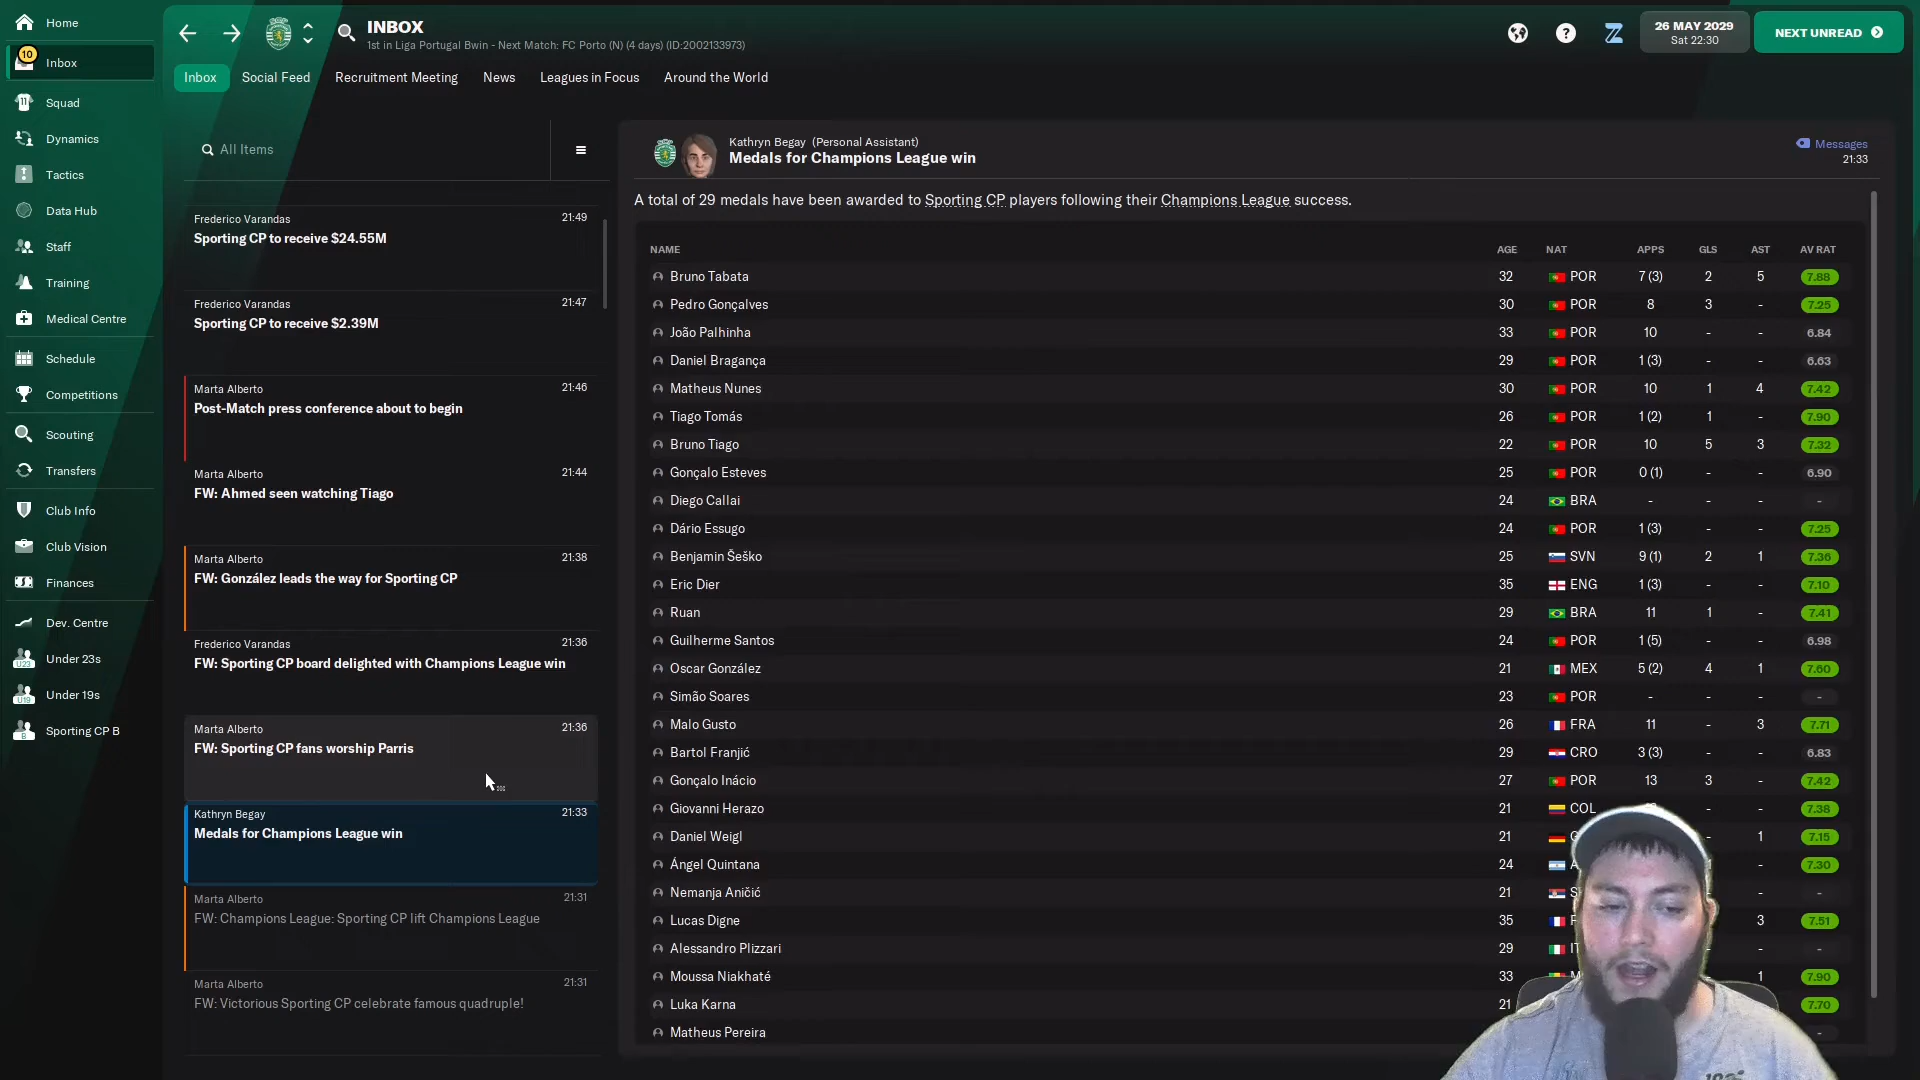 Home
10
Inbox
Squad
Dynamics
Tactics
Data Hub
Staff
Training
Medical Centre
Schedule
Competitions
Scouting
Transfers
Club Info
Club Vision
Finances
Dev. Centre
U23
Under 23s
U19
Under 19s
B
Sporting CP B
INBOX
1st in Liga Portugal Bwin - Next Match: FC Porto (N) (4 days) (ID:2002133973)
26 MAY 2029
Sat 22:30
NEXT UNREAD
Inbox Social Feed Recruitment Meeting News Leagues in Focus Around the World
All Items
Frederico Varandas 21:49
Sporting CP to receive $24.55M
Frederico Varandas 21:47
Sporting CP to receive $2.39M
Marta Alberto 21:46
Post-Match press conference about to begin
Marta Alberto 21:44
FW: Ahmed seen watching Tiago
Marta Alberto 21:38
FW: González leads the way for Sporting CP
Frederico Varandas 21:36
FW: Sporting CP board delighted with Champions League win
Marta Alberto 21:36
FW: Sporting CP fans worship Parris
Kathryn Begay 21:33
Medals for Champions League win
Marta Alberto 21:31
FW: Champions League: Sporting CP lift Champions League
Marta Alberto 21:31
FW: Victorious Sporting CP celebrate famous quadruple!
Kathryn Begay (Personal Assistant)
Medals for Champions League win
Messages
21:33
A total of 29 medals have been awarded to Sporting CP players following their Champions League success.
NAME AGE NAT APPS GLS AST AV RAT
Bruno Tabata 32 POR 7 (3) 2 5 7.88
Pedro Gonçalves 30 POR 8 3 - 7.25
João Palhinha 33 POR 10 - - 6.84
Daniel Bragança 29 POR 1 (3) - - 6.63
Matheus Nunes 30 POR 10 1 4 7.42
Tiago Tomás 26 POR 1 (2) 1 - 7.90
Bruno Tiago 22 POR 10 5 3 7.32
Gonçalo Esteves 25 POR 0 (1) - - 6.90
Diego Callai 24 BRA - - - -
Dário Essugo 24 POR 1 (3) - - 7.25
Benjamin Šeško 25 SVN 9 (1) 2 1 7.36
Eric Dier 35 ENG 1 (3) - - 7.10
Ruan 29 BRA 11 1 - 7.41
Guilherme Santos 24 POR 1 (5) - - 6.98
Oscar González 21 MEX 5 (2) 4 1 7.60
Simão Soares 23 POR - - - -
Malo Gusto 26 FRA 11 - 3 7.71
Bartol Franjić 29 CRO 3 (3) - - 6.83
Gonçalo Inácio 27 POR 13 3 - 7.42
Giovanni Herazo 21 COL - - 7.38
Daniel Weigl 21 - 1 7.15
Ángel Quintana 24 - 7.30
Nemanja Aničić 21 - -
Lucas Digne 35 3 7.51
Alessandro Plizzari 29 - -
Moussa Niakhaté 33 1 7.90
Luka Karna 21 - 7.70
Matheus Pereira -